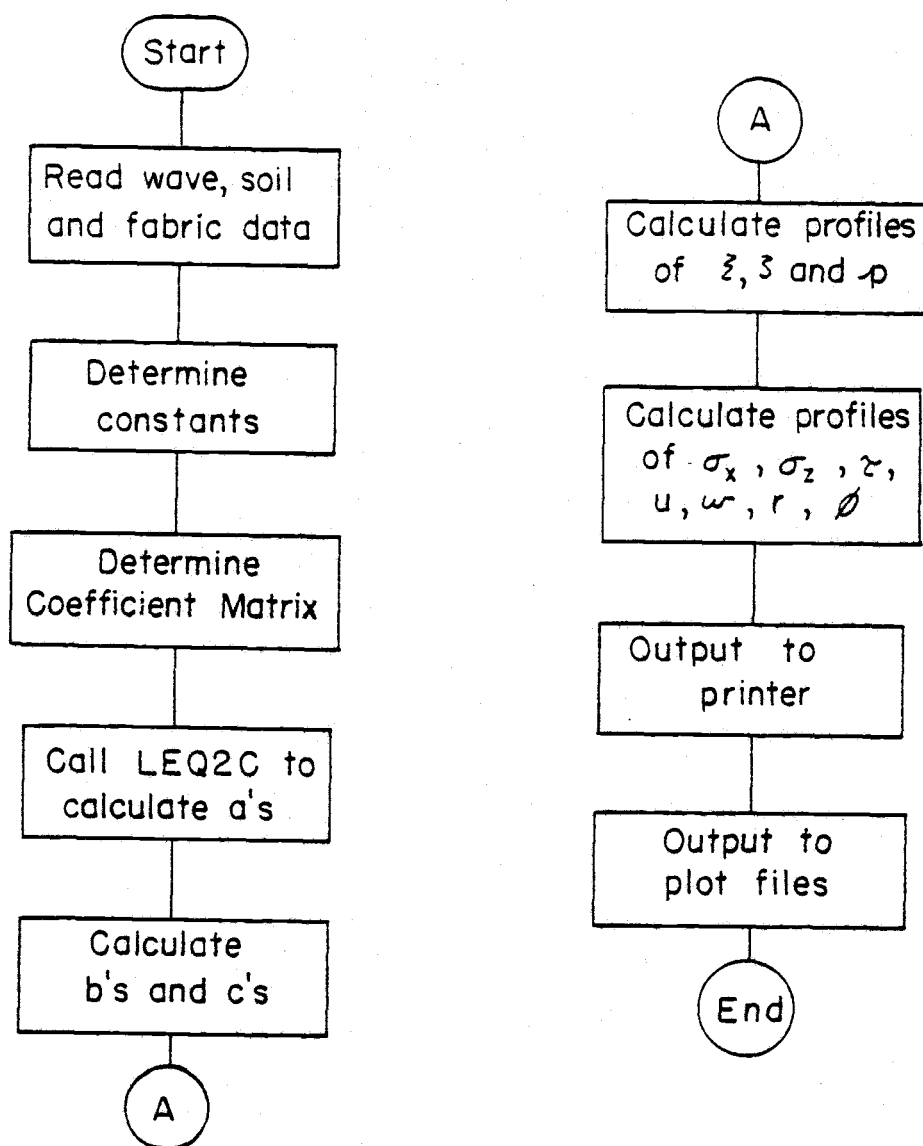 Start
Read wave, soil
and fabric data
Determine
constants
Determine
Coefficient Matrix
Call LEQ2C to
calculate a's
Calculate
b's and c's
A
A
Calculate profiles
of ξ, ζ and p
Calculate profiles
of σx , σz , τ,
u, w, r, ϕ
Output to
printer
Output to
plot files
End